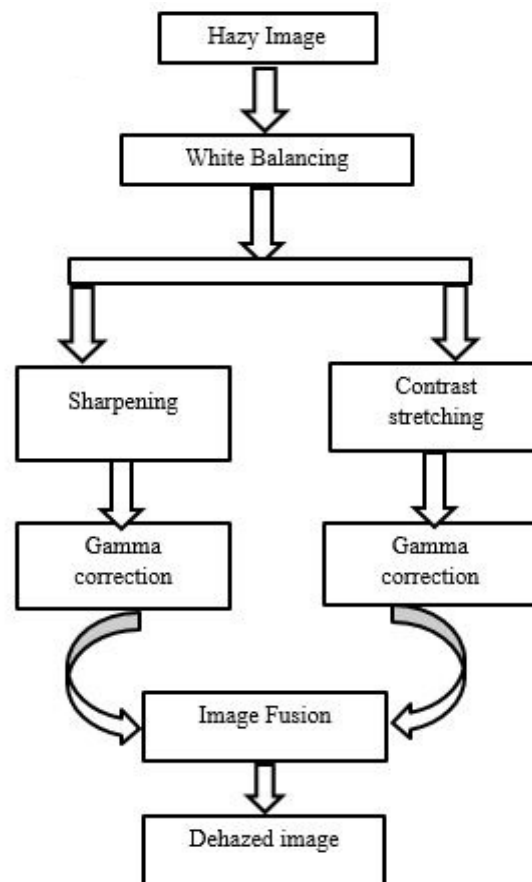 Hazy Image
White Balancing
Sharpening
Contrast
stretching
Gamma
correction
Gamma
correction
Image Fusion
Dehazed image